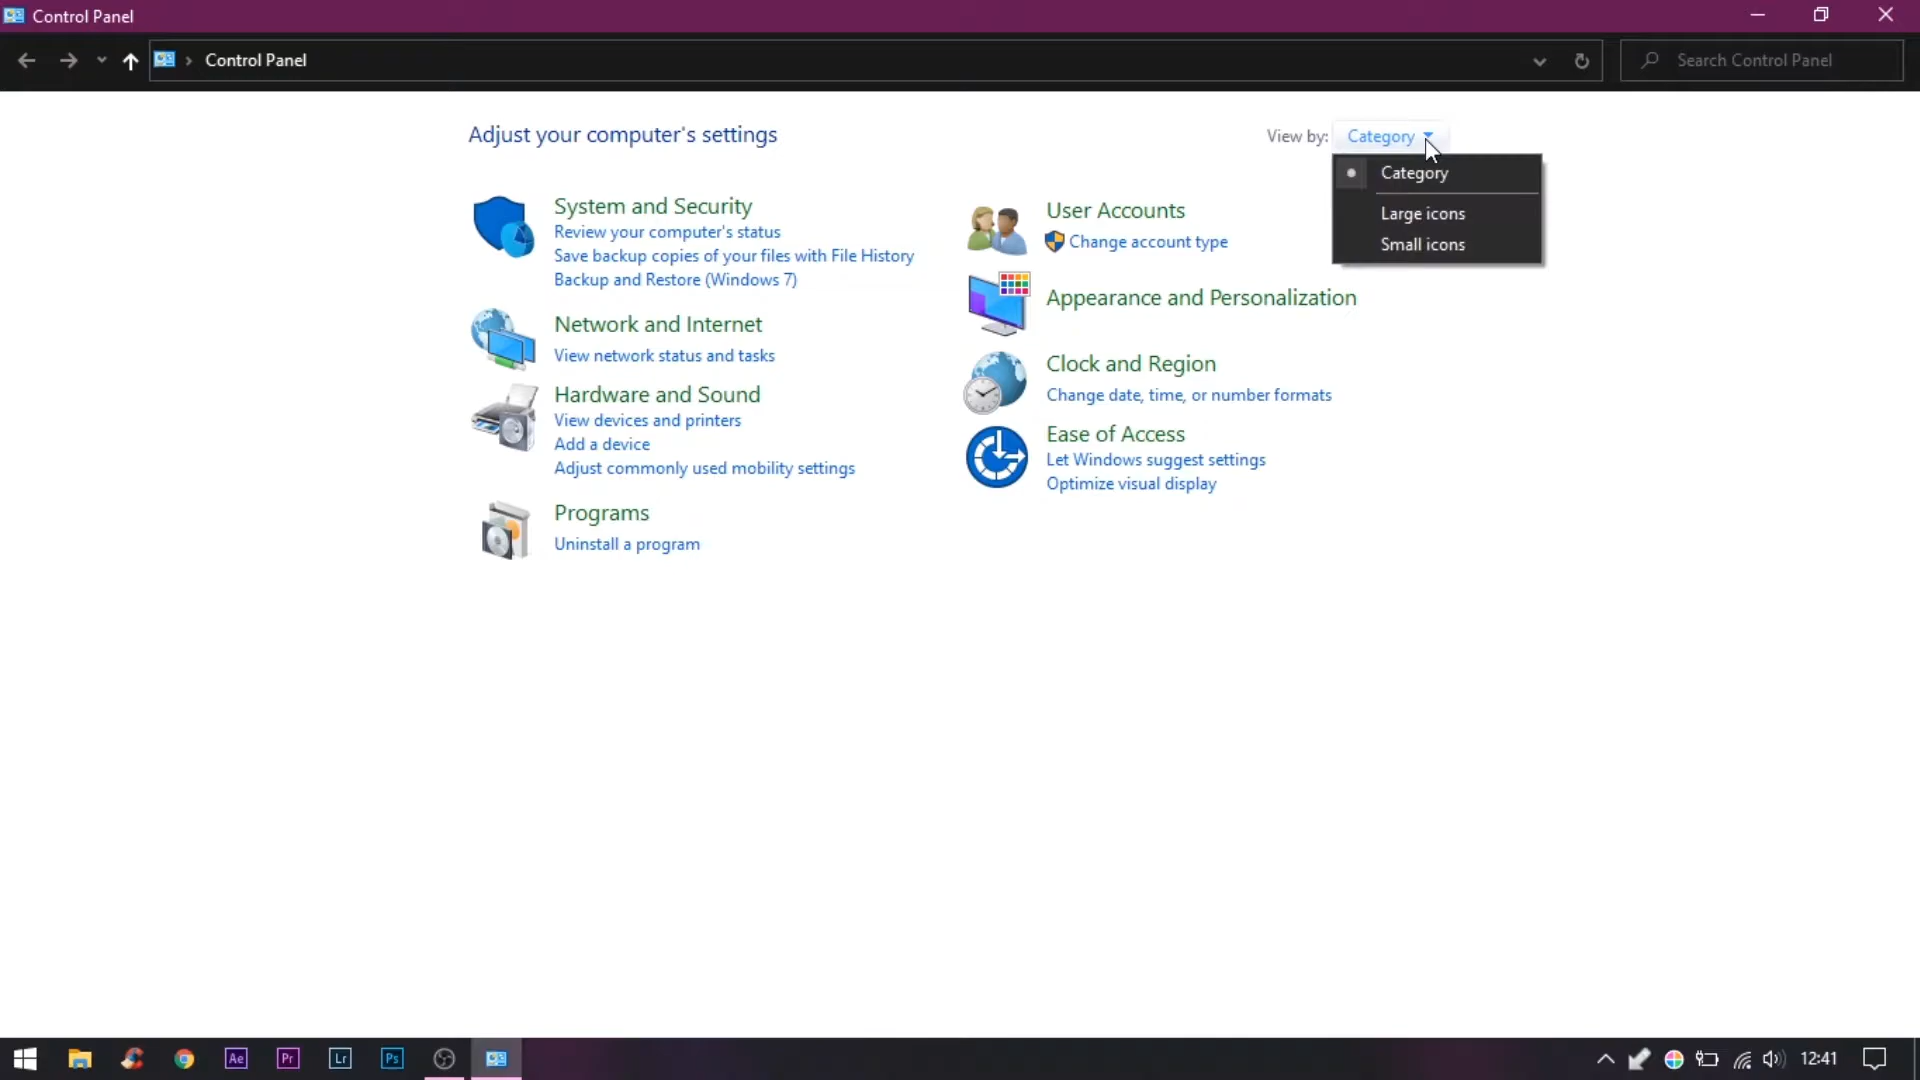 Control Panel
Control Panel
Search Control Panel
Adjust your computer's settings
View by: Category
Category
Large icons
Small icons
System and Security
Review your computer's status
Save backup copies of your files with File History
Backup and Restore (Windows 7)
Network and Internet
View network status and tasks
Hardware and Sound
View devices and printers
Add a device
Adjust commonly used mobility settings
Programs
Uninstall a program
User Accounts
Change account type
Appearance and Personalization
Clock and Region
Change date, time, or number formats
Ease of Access
Let Windows suggest settings
Optimize visual display
Ae Pr Lr Ps 12:41